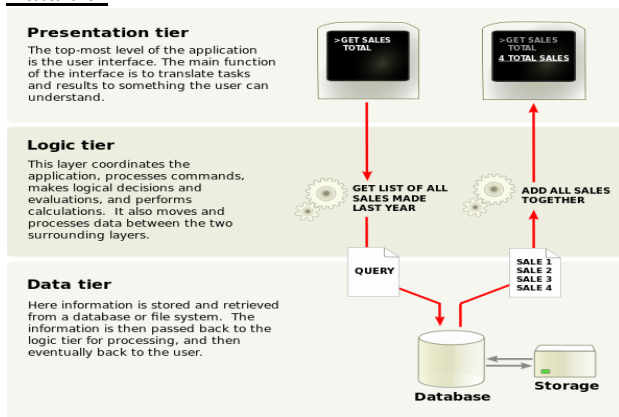 Presentation tier
The top-most level of the application
is the user interface. The main function
of the interface is to translate tasks
and results to something the user can
understand.
>GET SALES
TOTAL
>GET SALES
TOTAL
4 TOTAL SALES
Logic tier
This layer coordinates the
application, processes commands,
makes logical decisions and
evaluations, and performs
calculations. It also moves and
processes data between the two
surrounding layers.
GET LIST OF ALL
SALES MADE
LAST YEAR
ADD ALL SALES
TOGETHER
QUERY
SALE 1
SALE 2
SALE 3
SALE 4
Data tier
Here information is stored and retrieved
from a database or file system. The
information is then passed back to the
logic tier for processing, and then
eventually back to the user.
Database
Storage